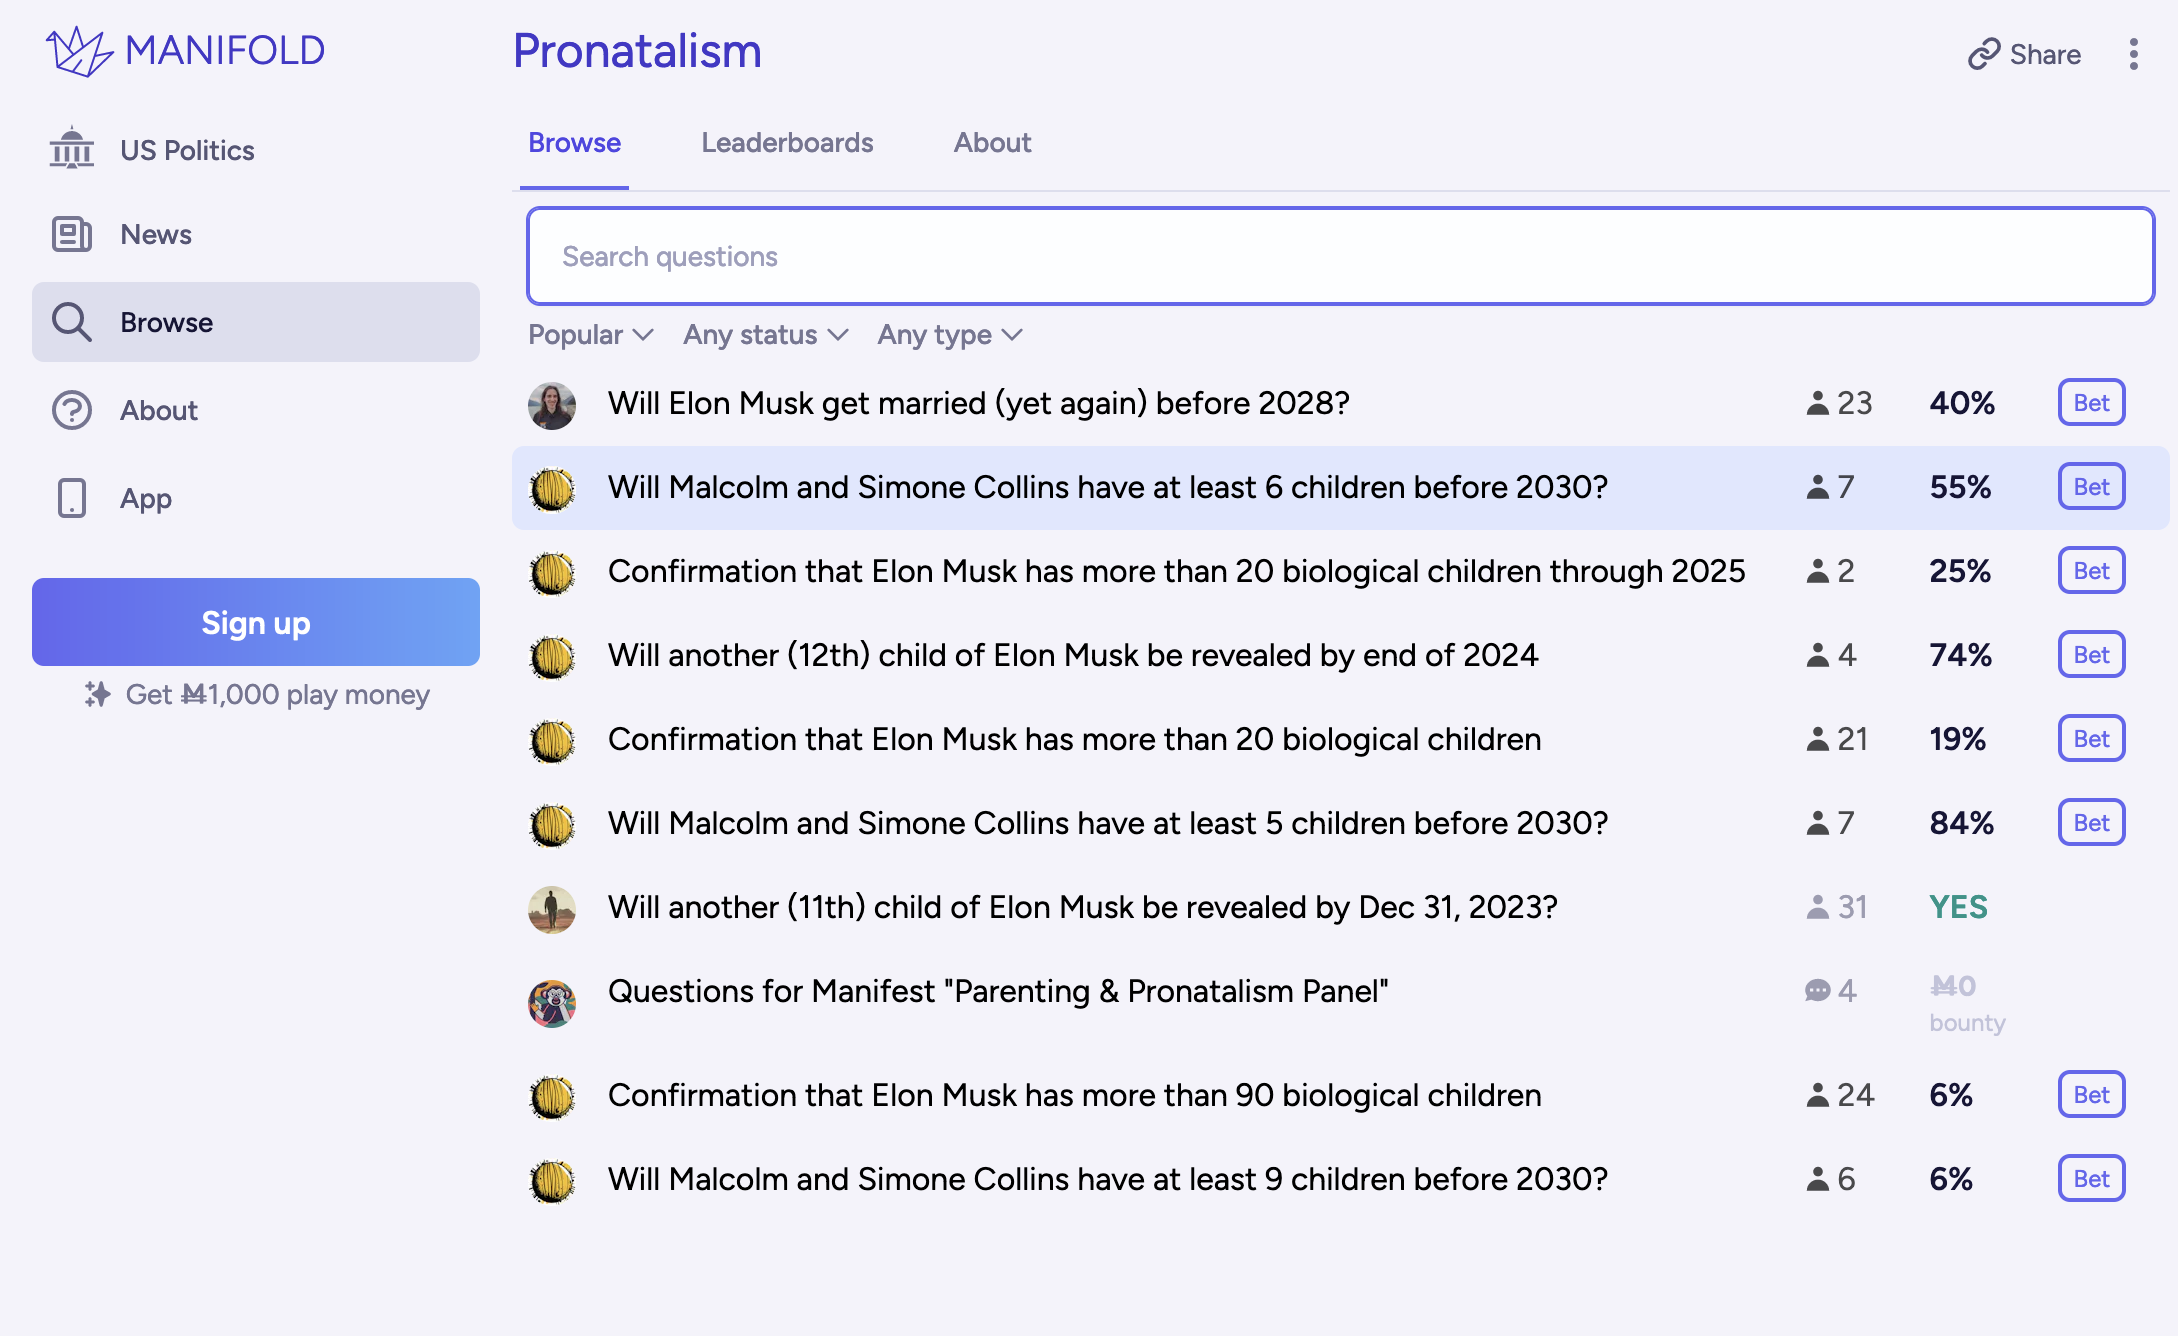 MANIFOLD
US Politics
News
Browse
About
App
Sign up
Get Ṁ1,000 play money
Pronatalism
Share
Browse Leaderboards About
Search questions
Popular Any status Any type
Will Elon Musk get married (yet again) before 2028? 23 40% Bet
Will Malcolm and Simone Collins have at least 6 children before 2030? 7 55% Bet
Confirmation that Elon Musk has more than 20 biological children through 2025 2 25% Bet
Will another (12th) child of Elon Musk be revealed by end of 2024 4 74% Bet
Confirmation that Elon Musk has more than 20 biological children 21 19% Bet
Will Malcolm and Simone Collins have at least 5 children before 2030? 7 84% Bet
Will another (11th) child of Elon Musk be revealed by Dec 31, 2023? 31 YES
Questions for Manifest "Parenting & Pronatalism Panel" 4 Ṁ0
bounty
Confirmation that Elon Musk has more than 90 biological children 24 6% Bet
Will Malcolm and Simone Collins have at least 9 children before 2030? 6 6% Bet